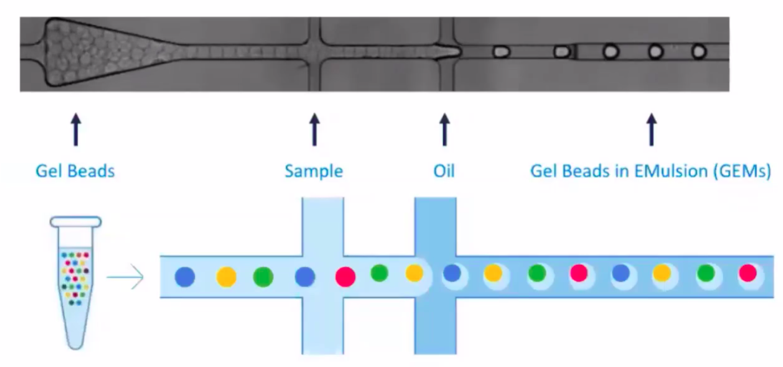 Gel Beads
Sample
Oil
Gel Beads in EMulsion (GEMs)